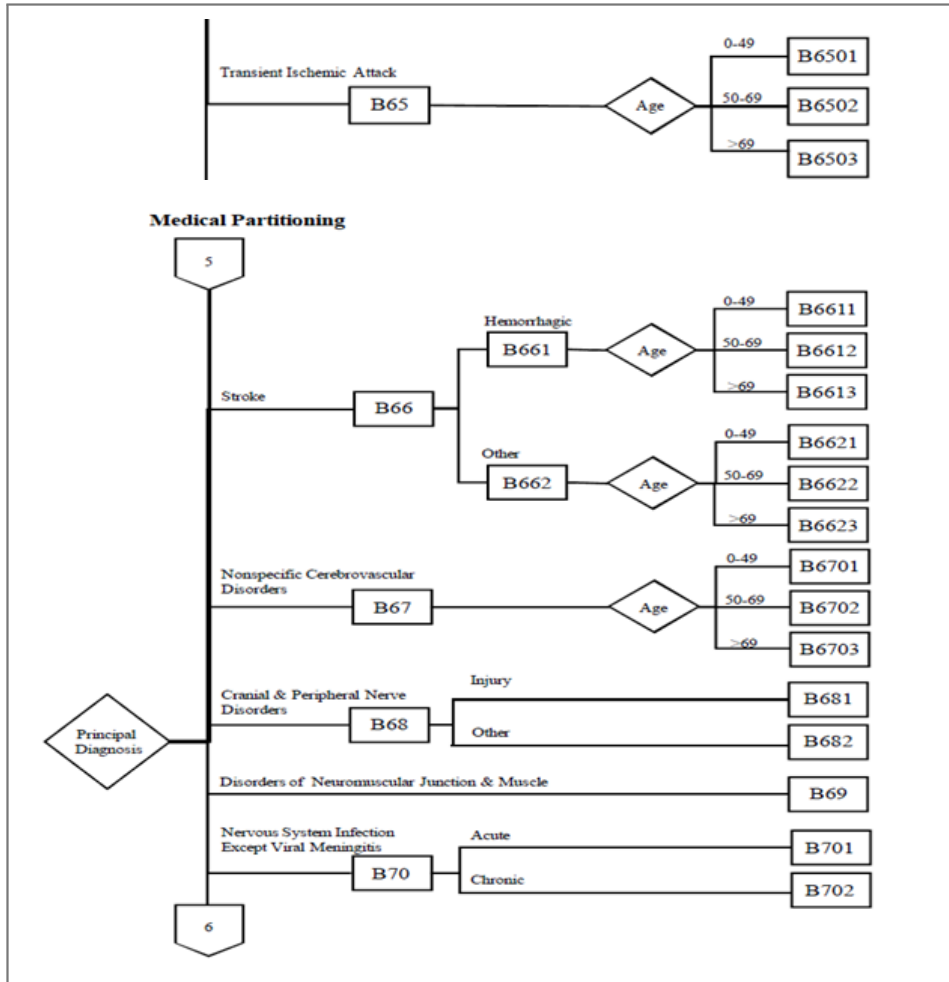 0-49
B6501
Transient Ischemic Attack
B65
Age
50-69
B6502
>69
B6503
Medical Partitioning
5
0-49
B6611
Hemorrhagic
B661
Age
50-69
B6612
>69
B6613
Stroke
B66
0-49
B6621
Other
B662
Age
50-69
B6622
>69
B6623
Nonspecific Cerebrovascular
Disorders
B67
Age
0-49
B6701
50-69
B6702
>69
B6703
Cranial & Peripheral Nerve
Disorders
B68
Injury
B681
Other
B682
Principal
Diagnosis
Disorders of Neuromuscular Junction & Muscle
B69
Nervous System Infection
Except Viral Meningitis
B70
Acute
B701
Chronic
B702
6